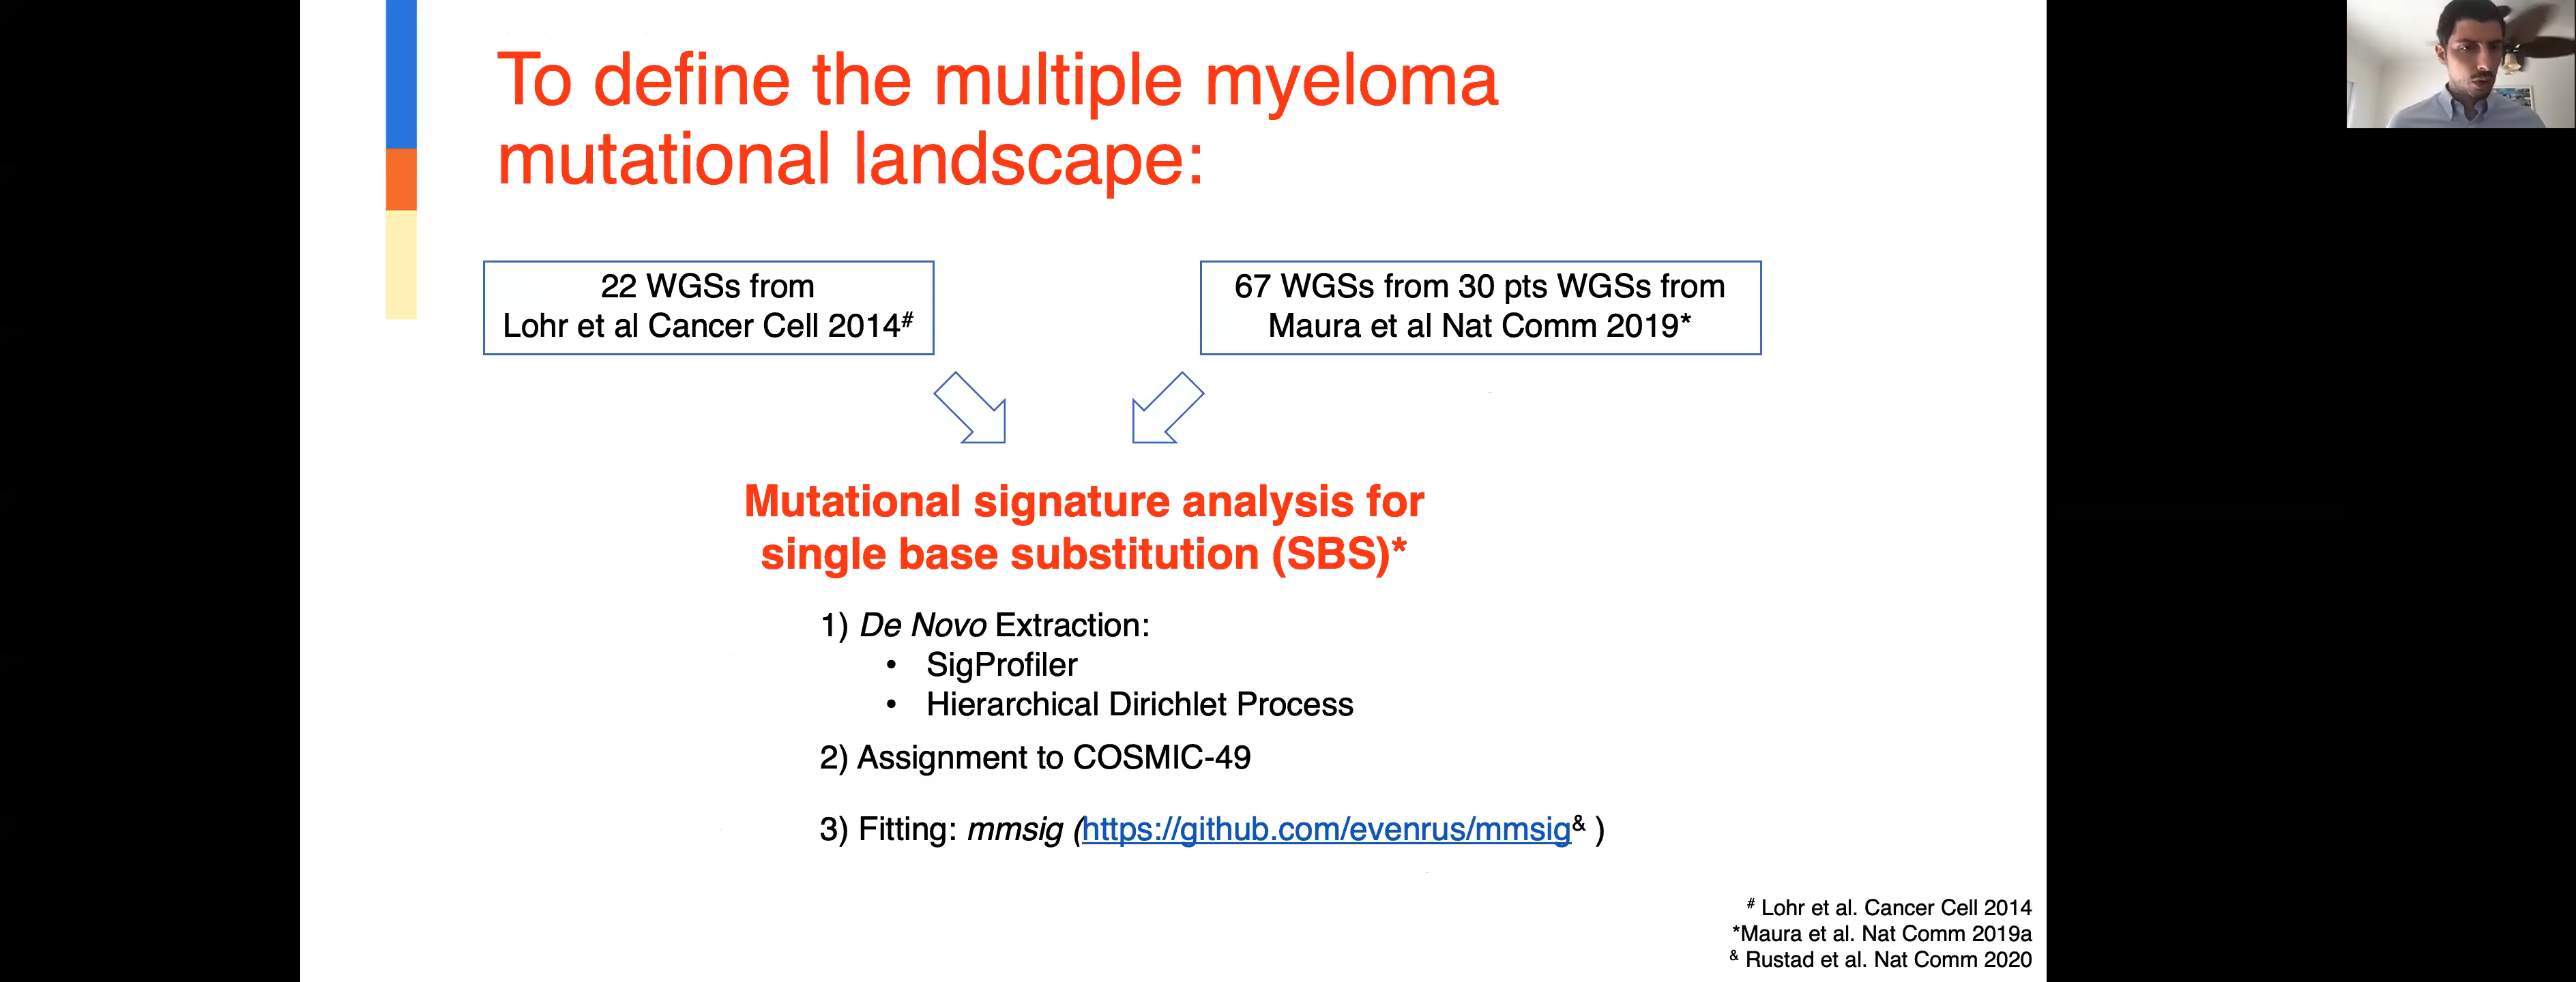 To define the multiple myeloma
mutational landscape:
22 WGSs from
Lohr et al Cancer Cell 2014#
67 WGSs from 30 pts WGSs from
Maura et al Nat Comm 2019*
Mutational signature analysis for
single base substitution (SBS)*
1) De Novo Extraction:
• SigProfiler
• Hierarchical Dirichlet Process
2) Assignment to COSMIC-49
3) Fitting: mmsig (https://github.com/evenrus/mmsig& )
# Lohr et al. Cancer Cell 2014
*Maura et al. Nat Comm 2019a
& Rustad et al. Nat Comm 2020